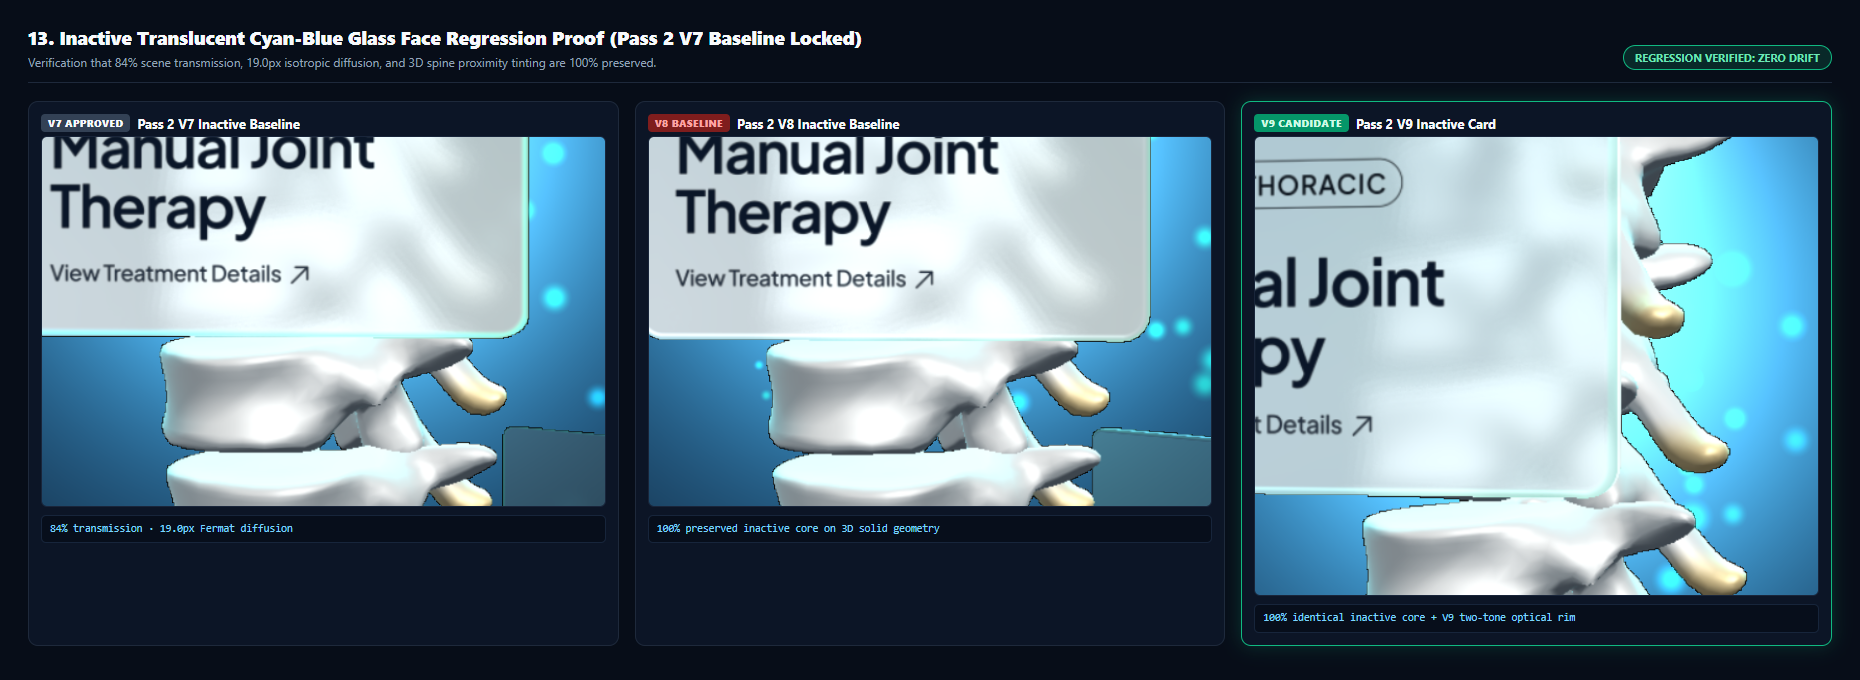 13. Inactive Translucent Cyan-Blue Glass Face Regression Proof (Pass 2 V7 Baseline Locked)
Verification that 84% scene transmission, 19.0px isotropic diffusion, and 3D spine proximity tinting are 100% preserved.
REGRESSION VERIFIED: ZERO DRIFT
V7 APPROVED Pass 2 V7 Inactive Baseline
Manual Joint
Therapy
View Treatment Details ↗
84% transmission · 19.0px Fermat diffusion
V8 BASELINE Pass 2 V8 Inactive Baseline
Manual Joint
Therapy
View Treatment Details ↗
100% preserved inactive core on 3D solid geometry
V9 CANDIDATE Pass 2 V9 Inactive Card
HORACIC
al Joint
py
t Details ↗
100% identical inactive core + V9 two-tone optical rim